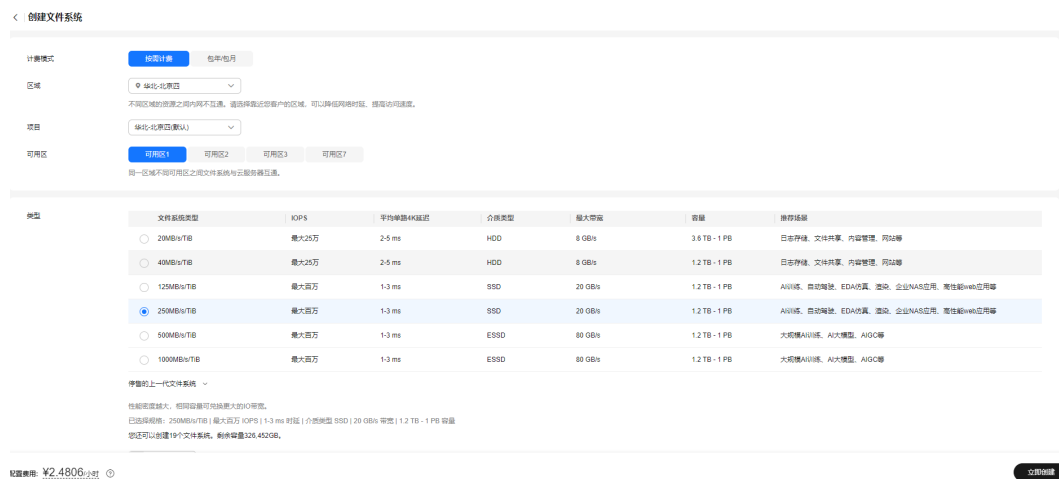 创建文件系统
计费模式 按需计费 包年/包月
区域 华北-北京四
不同区域的资源之间内网不互通。请选择靠近您客户的区域，可以降低网络时延、提高访问速度。
项目 华北-北京四(默认)
可用区 可用区1 可用区2 可用区3 可用区7
同一区域不同可用区之间文件系统与云服务器互通。
类型 文件系统类型 IOPS 平均单路4K延迟 介质类型 最大带宽 容量 推荐场景
20MB/s/TiB 最大25万 2-5 ms HDD 8 GB/s 3.6 TB - 1 PB 日志存储、文件共享、内容管理、网站等
40MB/s/TiB 最大25万 2-5 ms HDD 8 GB/s 1.2 TB - 1 PB 日志存储、文件共享、内容管理、网站等
125MB/s/TiB 最大百万 1-3 ms SSD 20 GB/s 1.2 TB - 1 PB AI训练、自动驾驶、EDA仿真、渲染、企业NAS应用、高性能web应用等
250MB/s/TiB 最大百万 1-3 ms SSD 20 GB/s 1.2 TB - 1 PB AI训练、自动驾驶、EDA仿真、渲染、企业NAS应用、高性能web应用等
500MB/s/TiB 最大百万 1-3 ms ESSD 80 GB/s 1.2 TB - 1 PB 大规模AI训练、AI大模型、AIGC等
1000MB/s/TiB 最大百万 1-3 ms ESSD 80 GB/s 1.2 TB - 1 PB 大规模AI训练、AI大模型、AIGC等
停售的上一代文件系统
性能密度越大，相同容量可兑换更大的IO带宽。
已选择规格：250MB/s/TiB | 最大百万 IOPS | 1-3 ms 时延 | 介质类型 SSD | 20 GB/s 带宽 | 1.2 TB - 1 PB 容量
您还可以创建19个文件系统。剩余容量326,452GB。
配置费用: ¥2.4806/小时 立即创建